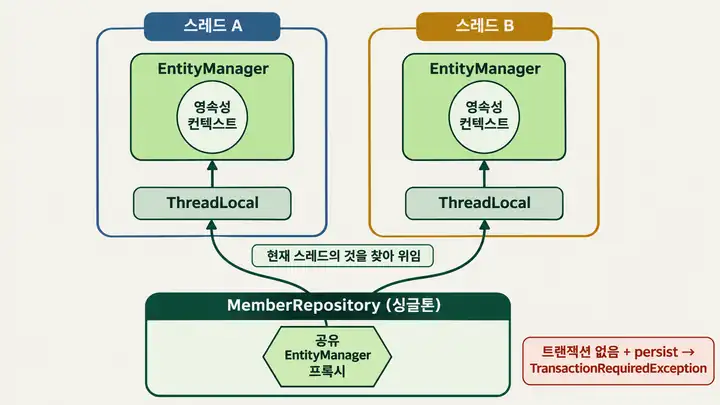 스레드 A
스레드 B
EntityManager
영속성
컨텍스트
EntityManager
영속성
컨텍스트
ThreadLocal
ThreadLocal
현재 스레드의 것을 찾아 위임
MemberRepository (싱글톤)
공유
EntityManager
프록시
트랜잭션 없음 + persist →
TransactionRequiredException